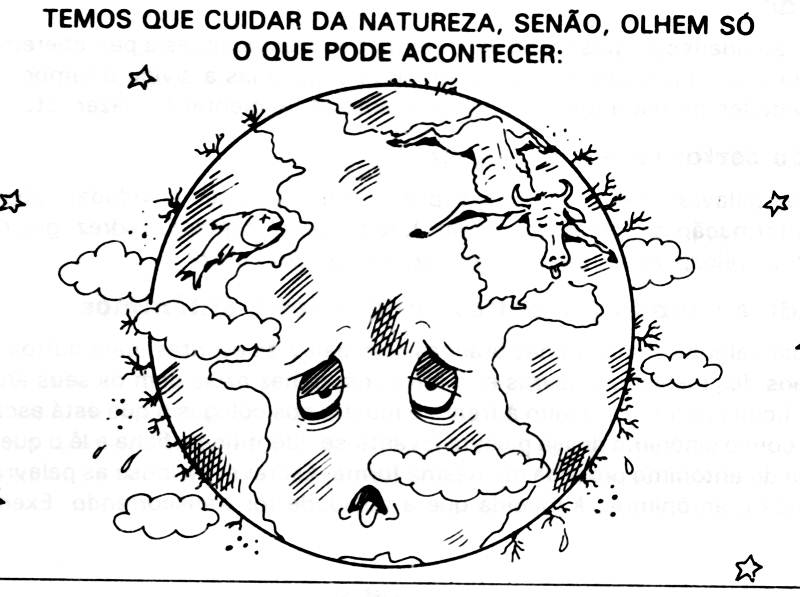 TEMOS QUE CUIDAR DA NATUREZA, SENÃO, OLHEM SÓ
O QUE PODE ACONTECER: